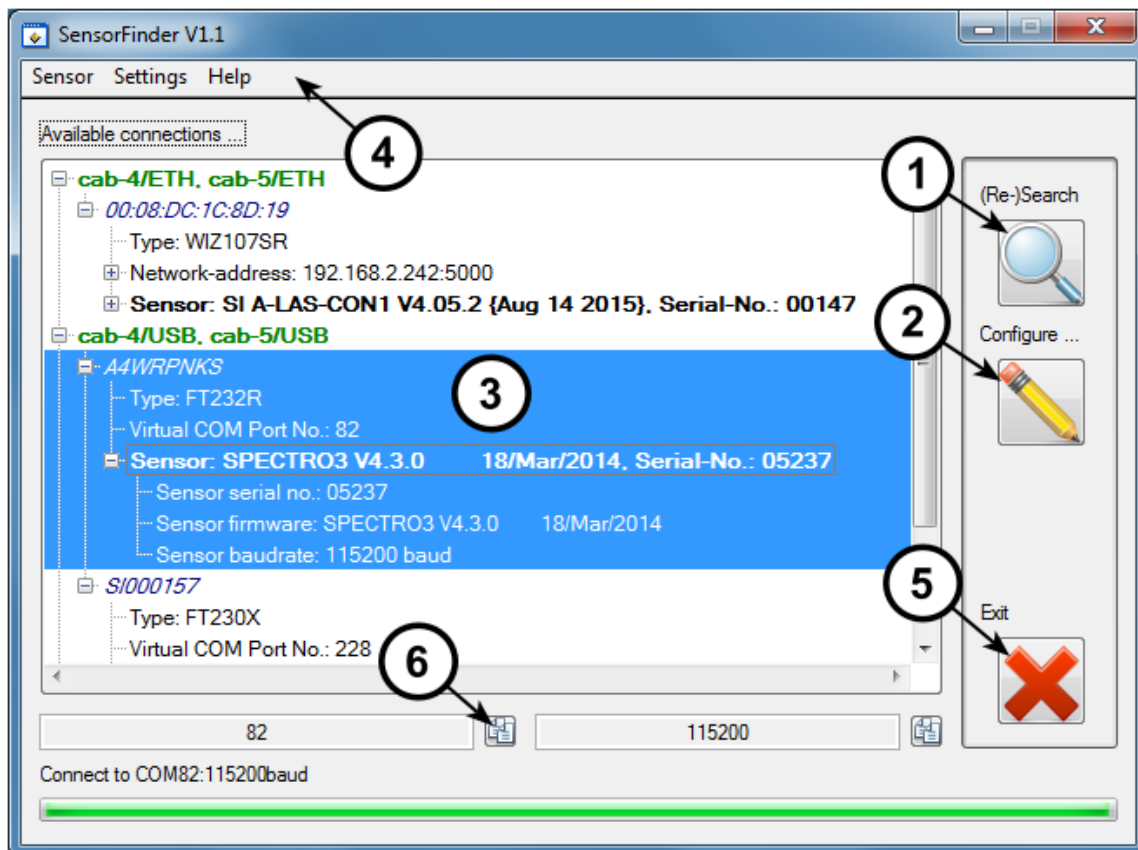 SensorFinder V1.1
Sensor Settings Help
Available connections ...
4
cab-4/ETH, cab-5/ETH
00:08:DC:1C:8D:19
Type: WIZ107SR
Network-address: 192.168.2.242:5000
Sensor: SI A-LAS-CON1 V4.05.2 {Aug 14 2015}, Serial-No.: 00147
cab-4/USB, cab-5/USB
A4WRPNKS
Type: FT232R
Virtual COM Port No.: 82
Sensor: SPECTRO3 V4.3.0 18/Mar/2014, Serial-No.: 05237
Sensor serial no.: 05237
Sensor firmware: SPECTRO3 V4.3.0 18/Mar/2014
Sensor baudrate: 115200 baud
SI000157
Type: FT230X
Virtual COM Port No.: 228
3
1
(Re-)Search
2
Configure ...
5
Exit
6
82
115200
Connect to COM82:115200baud